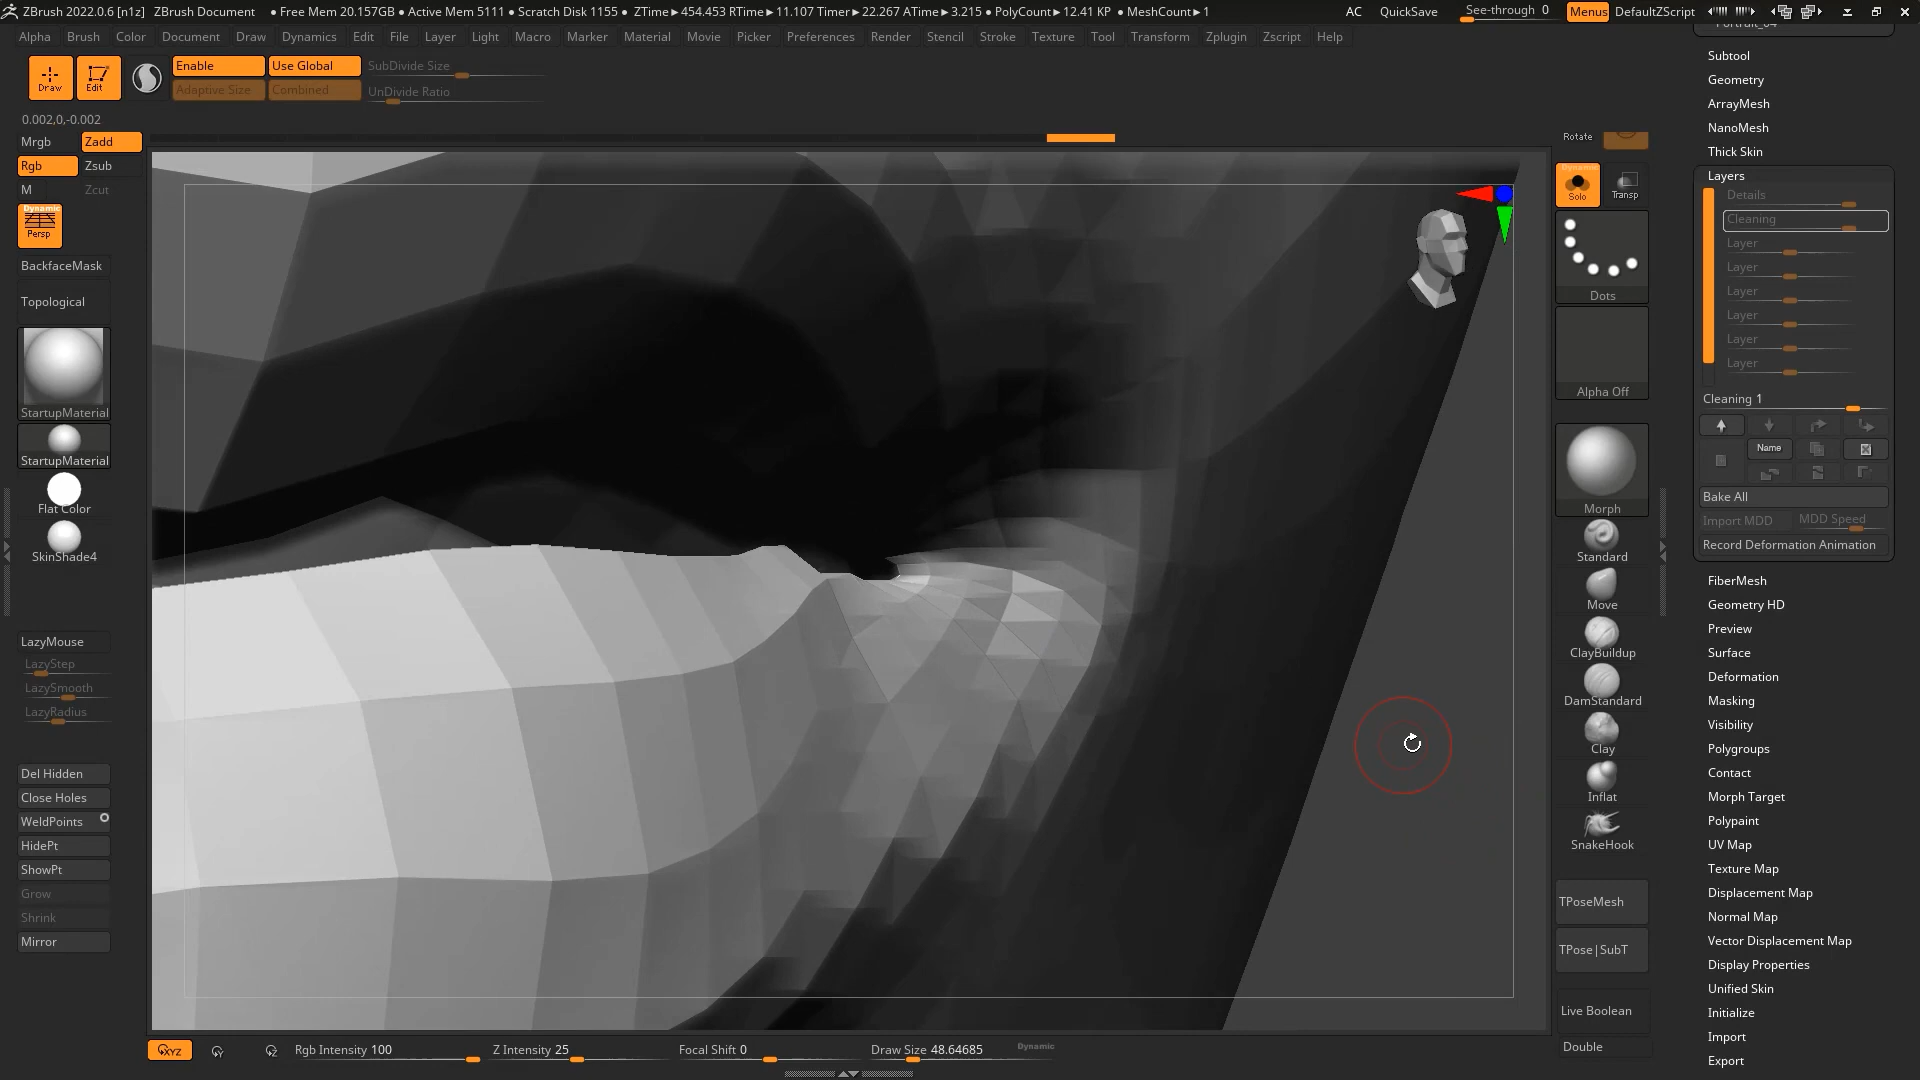 ZBrush 2022.0.6 [n1z] ZBrush Document ● Free Mem 20.157GB ● Active Mem 5111 ● Scratch Disk 1155 ● ZTime►454.453 RTime►11.107 Timer►22.267 ATime►3.215 ● PolyCount►12.41 KP ● MeshCount►1 AC QuickSave See-through 0 Menus DefaultZScript
Alpha Brush Color Document Draw Dynamics Edit File Layer Light Macro Marker Material Movie Picker Preferences Render Stencil Stroke Texture Tool Transform Zplugin Zscript Help
Draw
Edit
Enable
Use Global
SubDivide Size
Adaptive Size
Combined
UnDivide Ratio
0.002,0,-0.002
Mrgb
Zadd
Rgb
Zsub
M
Zcut
Dynamic
Persp
BackfaceMask
Topological
StartupMaterial
StartupMaterial
Flat Color
SkinShade4
LazyMouse
LazyStep
LazySmooth
LazyRadius
Del Hidden
Close Holes
WeldPoints
HidePt
ShowPt
Grow
Shrink
Mirror
XYZ
Y
Z
Rgb Intensity 100
Z Intensity 25
Focal Shift 0
Draw Size 48.64685
Dynamic
Rotate
Dynamic
Solo
Transp
Dots
Alpha Off
Morph
Standard
Move
ClayBuildup
DamStandard
Clay
Inflat
SnakeHook
TPoseMesh
TPose|SubT
Live Boolean
Double
Subtool
Geometry
ArrayMesh
NanoMesh
Thick Skin
Layers
Details
Cleaning
Layer
Layer
Layer
Layer
Layer
Layer
Cleaning 1
Name
Bake All
Import MDD
MDD Speed
Record Deformation Animation
FiberMesh
Geometry HD
Preview
Surface
Deformation
Masking
Visibility
Polygroups
Contact
Morph Target
Polypaint
UV Map
Texture Map
Displacement Map
Normal Map
Vector Displacement Map
Display Properties
Unified Skin
Initialize
Import
Export